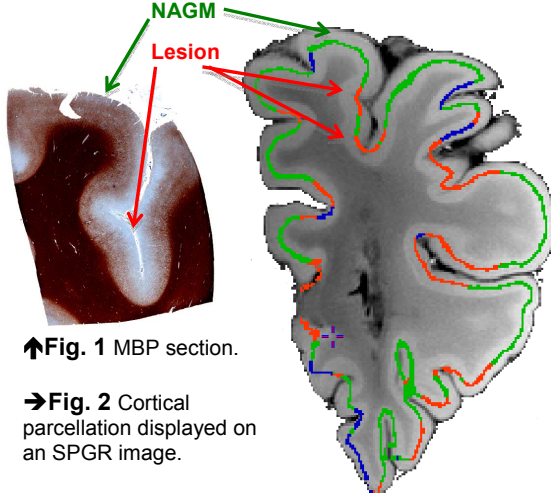 NAGM
Lesion
🡩Fig. 1 MBP section.
➔Fig. 2 Cortical
parcellation displayed on
an SPGR image.